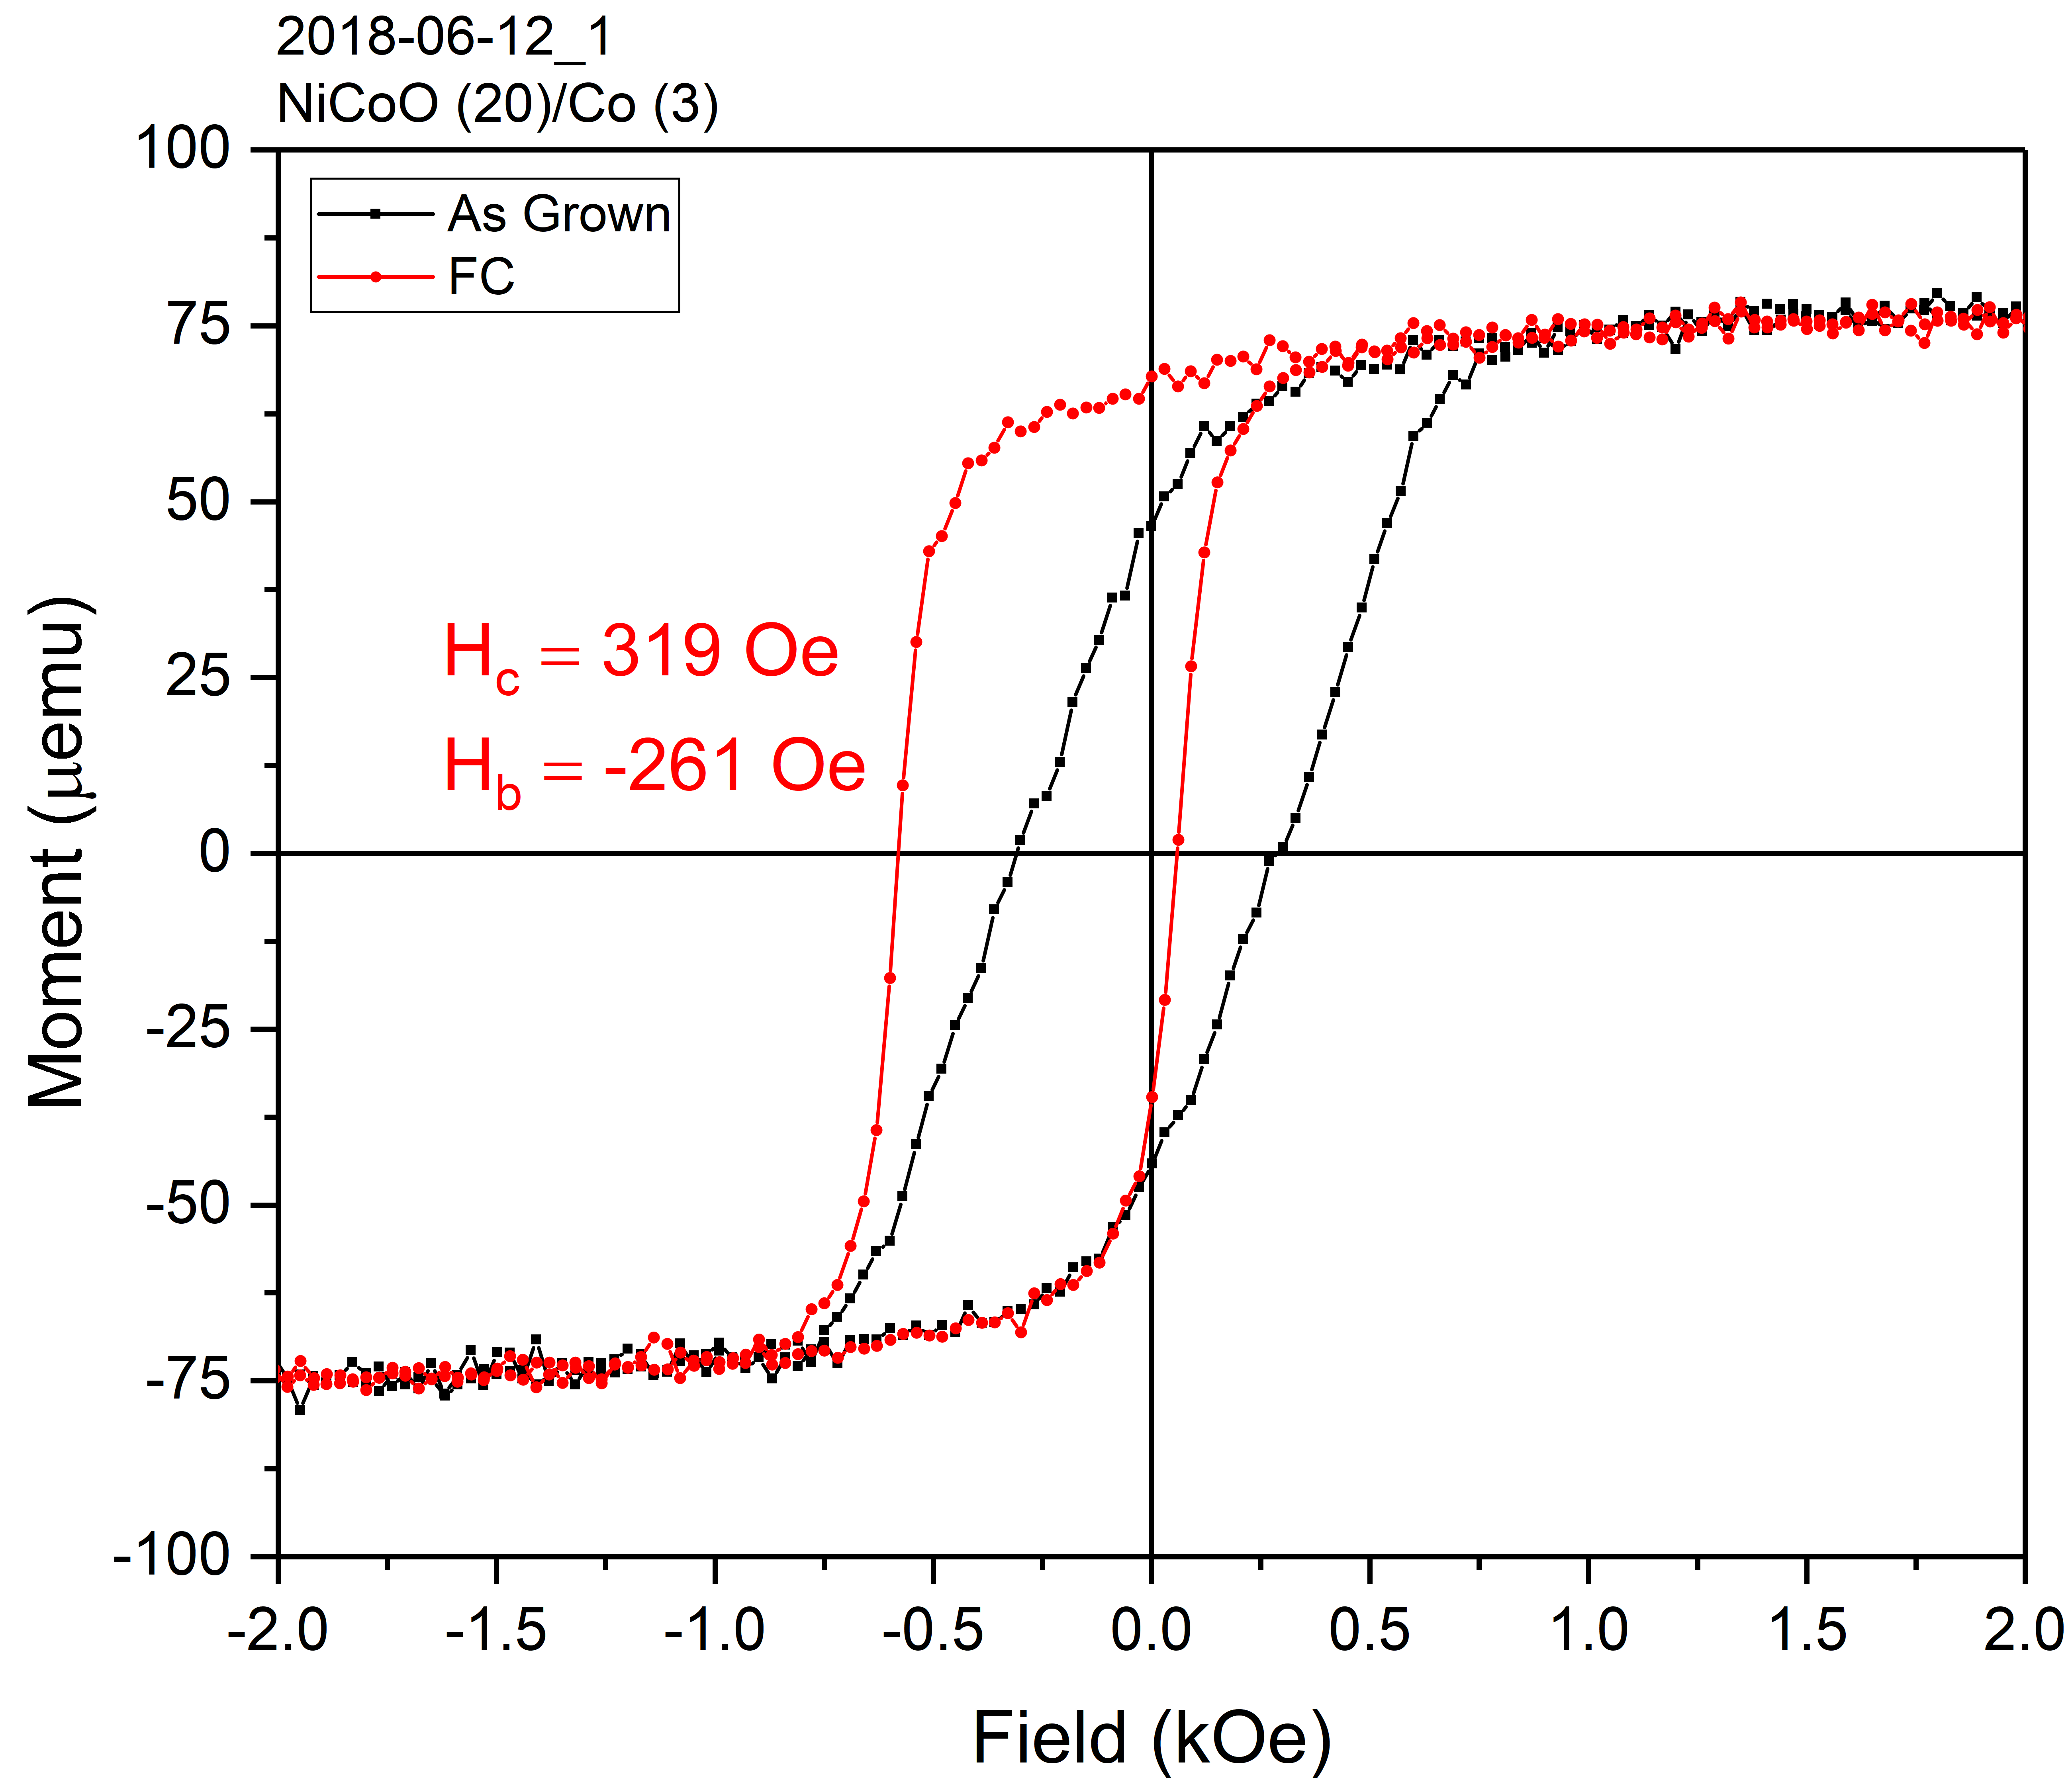 2018-06-12_1
NiCoO (20)/Co (3)
As Grown
FC
H_c = 319 Oe
H_b = -261 Oe
Moment (μemu)
100
75
50
25
0
-25
-50
-75
-100
-2.0 -1.5 -1.0 -0.5 0.0 0.5 1.0 1.5 2.0
Field (kOe)